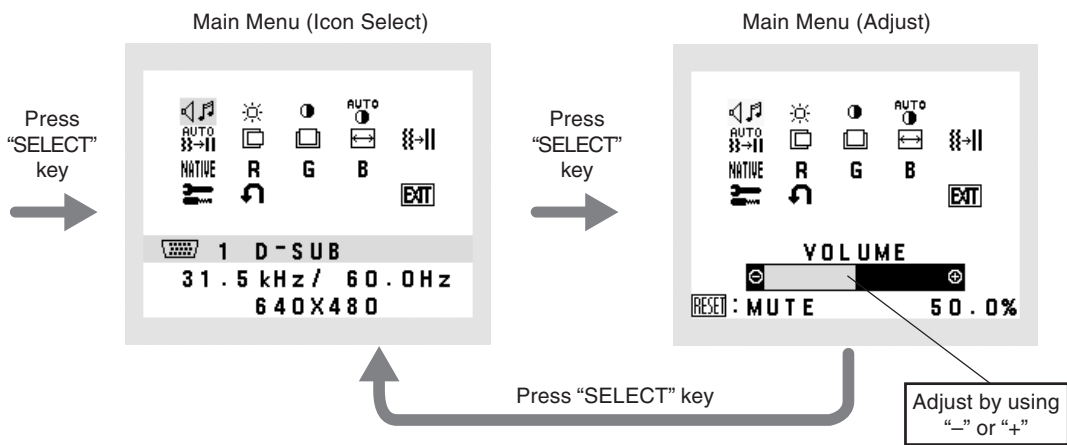 Main Menu (Icon Select)
Main Menu (Adjust)
Press
“SELECT”
key
AUTO
AUTO
NATIVE R G B
EXIT
1 D-SUB
31.5 kHz/ 60.0Hz
640X480
Press
“SELECT”
key
AUTO
AUTO
NATIVE R G B
EXIT
VOLUME
RESET : MUTE 50.0%
Press “SELECT” key
Adjust by using
“–” or “+”